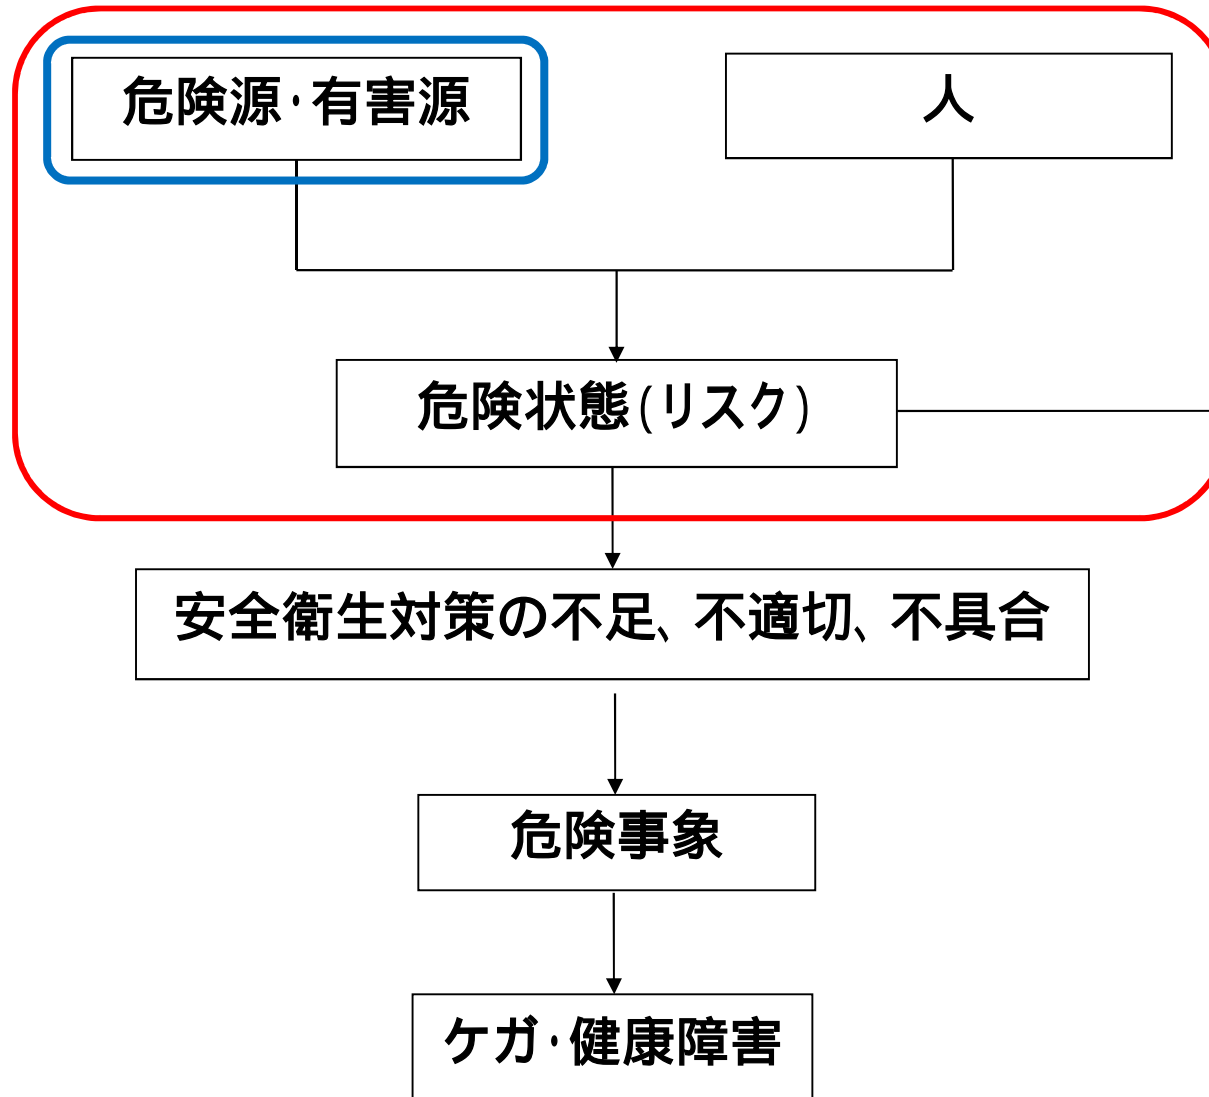 危険源・有害源
人
危険状態(リスク)
安全衛生対策の不足、不適切、不具合
危険事象
ケガ・健康障害